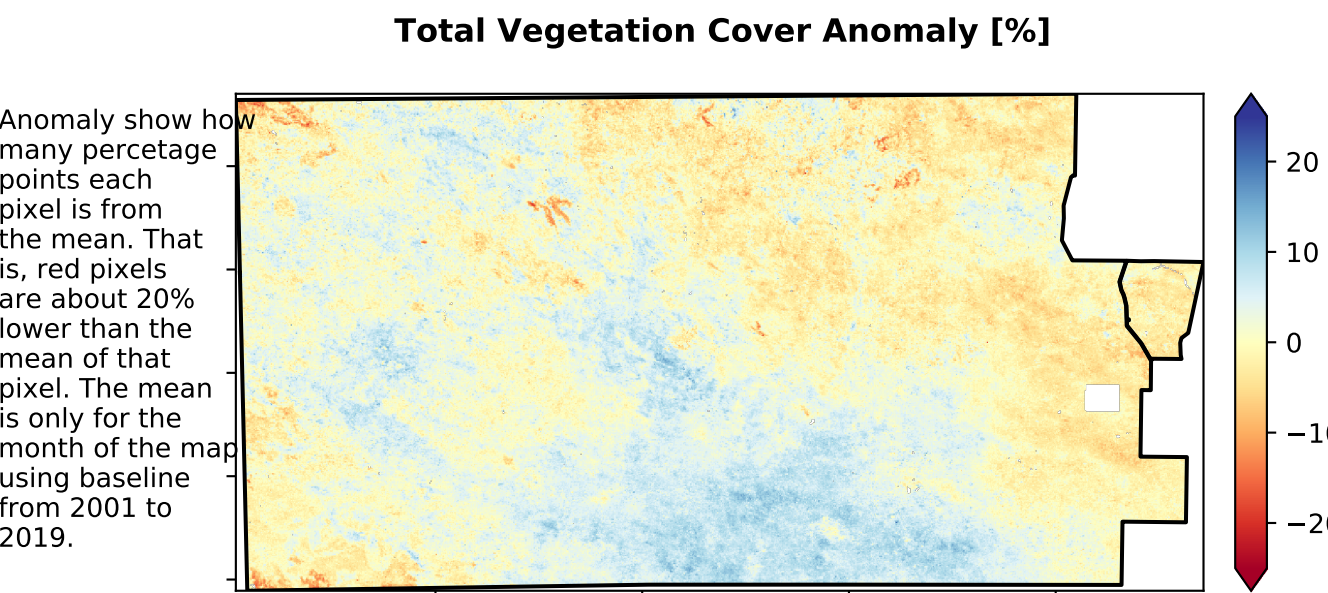 Total Vegetation Cover Anomaly [%]
Anomaly show how
many percetage
points each
pixel is from
the mean. That
is, red pixels
are about 20%
lower than the
mean of that
pixel. The mean
is only for the
month of the map
using baseline
from 2001 to
2019.
20
10
0
−10
−20